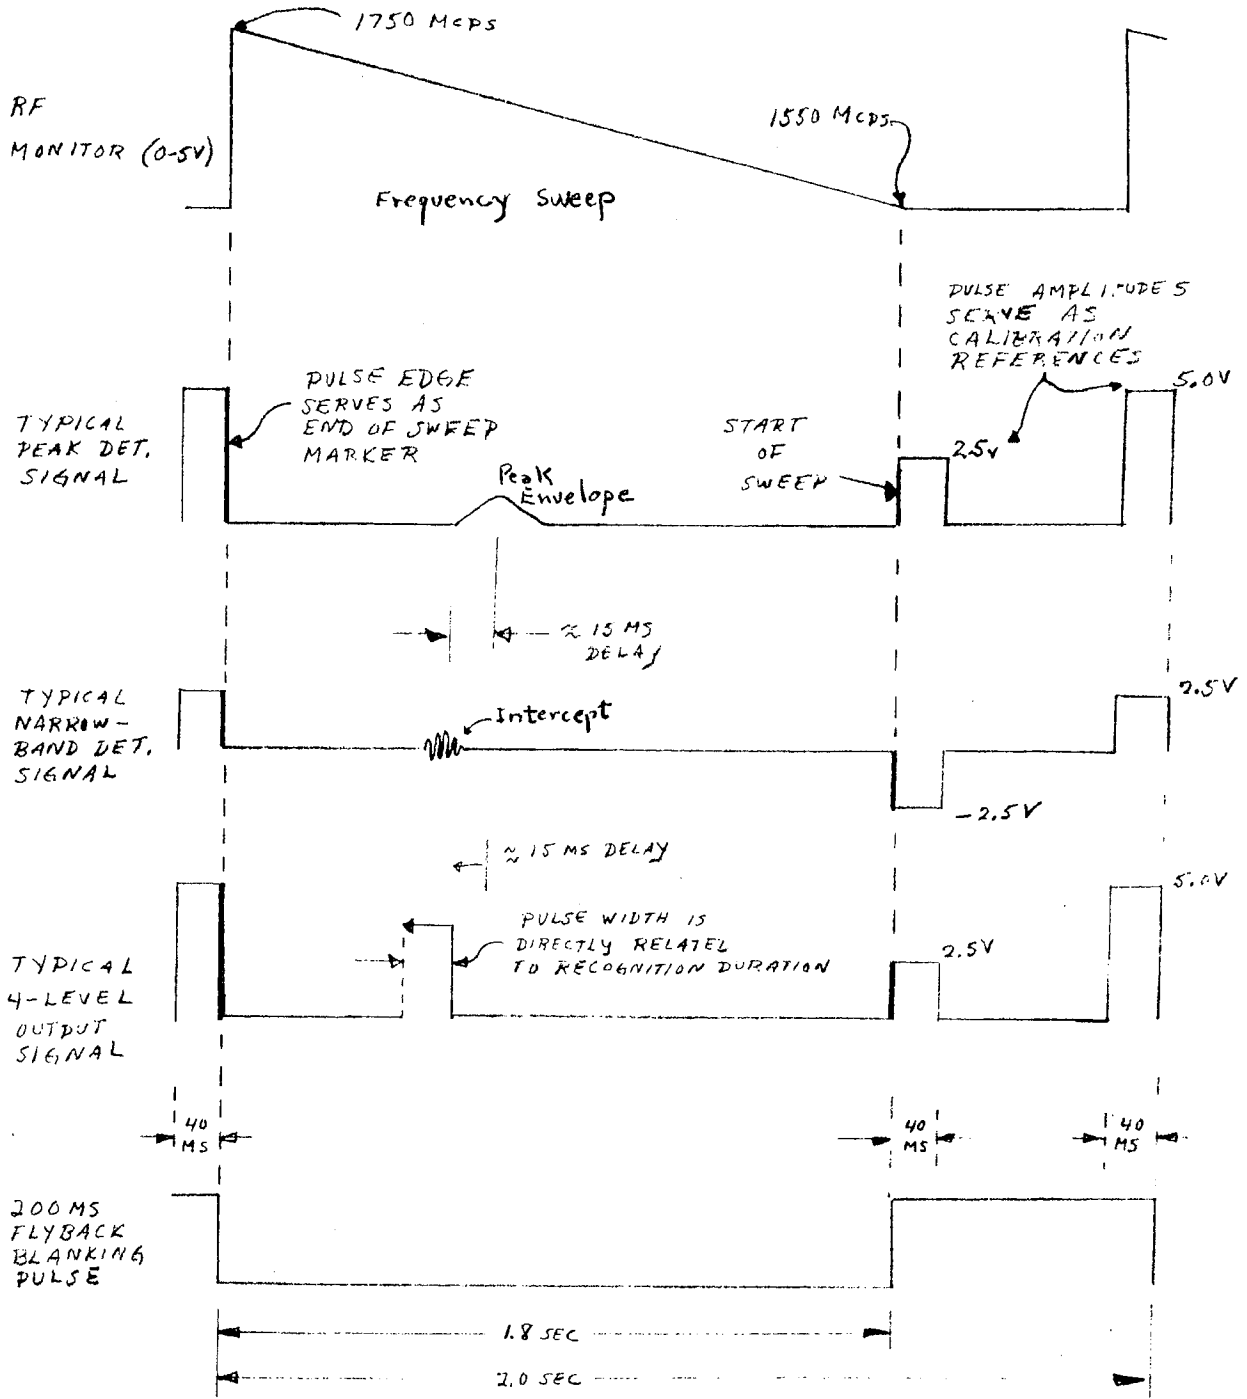 1750 Mcps
RF
MONITOR (0-5V)
1550 Mcps
Frequency Sweep
PULSE AMPLITUDES
SERVE AS
CALIBRATION
REFERENCES
5.0V
PULSE EDGE
SERVES AS
END OF SWEEP
MARKER
TYPICAL
PEAK DET.
SIGNAL
START
OF
SWEEP
2.5V
Peak
Envelope
≈ 15 MS
DELAY
TYPICAL
NARROW-
BAND DET.
SIGNAL
Intercept
2.5V
-2.5V
≈ 15 MS DELAY
5.0V
PULSE WIDTH IS
DIRECTLY RELATED
TO RECOGNITION DURATION
2.5V
TYPICAL
4-LEVEL
OUTPUT
SIGNAL
40
MS
40
MS
40
MS
200 MS
FLYBACK
BLANKING
PULSE
1.8 SEC
2.0 SEC